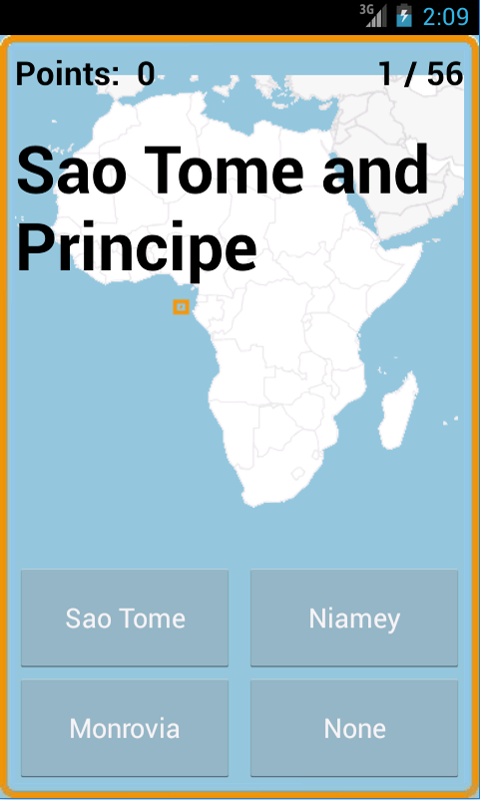 3G 2:09
Points: 0 1 / 56
Sao Tome and
Principe
Sao Tome Niamey
Monrovia None